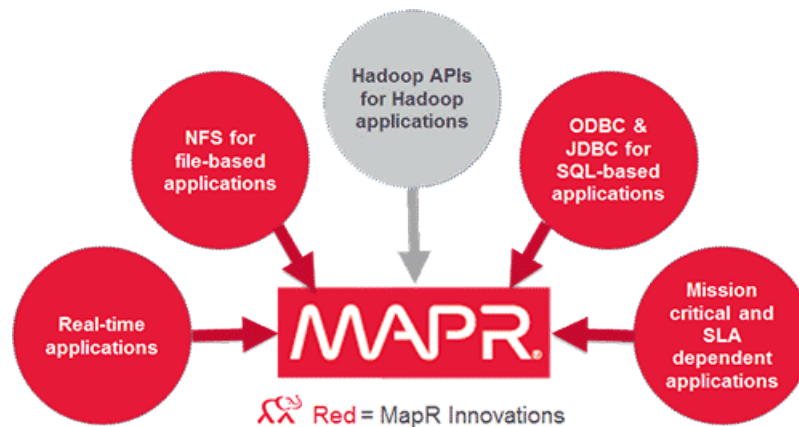 Hadoop APIs
for Hadoop
applications
NFS for
file-based
applications
ODBC &
JDBC for
SQL-based
applications
Real-time
applications
MAPR®
Mission
critical and
SLA
dependent
applications
Red = MapR Innovations